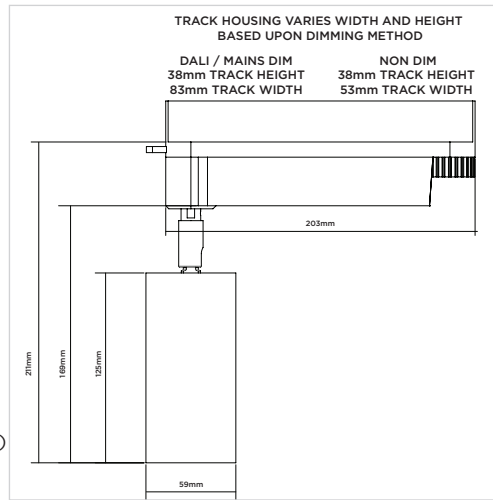 TRACK HOUSING VARIES WIDTH AND HEIGHT
BASED UPON DIMMING METHOD
DALI / MAINS DIM
38mm TRACK HEIGHT
83mm TRACK WIDTH
NON DIM
38mm TRACK HEIGHT
53mm TRACK WIDTH
203mm
211mm
169mm
125mm
59mm